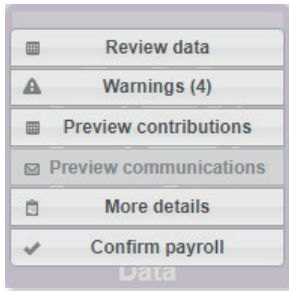 Review data
Warnings (4)
Preview contributions
Preview communications
More details
Confirm payroll
Data